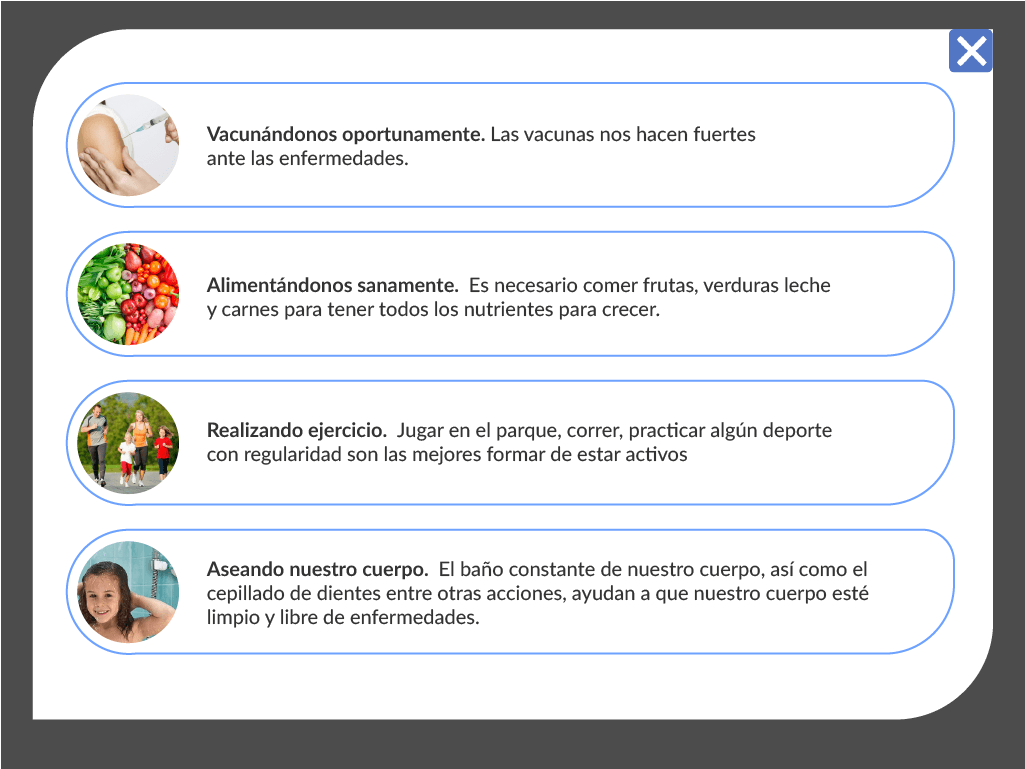 Vacunándonos oportunamente. Las vacunas nos hacen fuertes
ante las enfermedades.
Alimentándonos sanamente.  Es necesario comer frutas, verduras leche
y carnes para tener todos los nutrientes para crecer.
Realizando ejercicio.  Jugar en el parque, correr, practicar algún deporte
con regularidad son las mejores formar de estar activos
Aseando nuestro cuerpo.  El baño constante de nuestro cuerpo, así como el
cepillado de dientes entre otras acciones, ayudan a que nuestro cuerpo esté
limpio y libre de enfermedades.